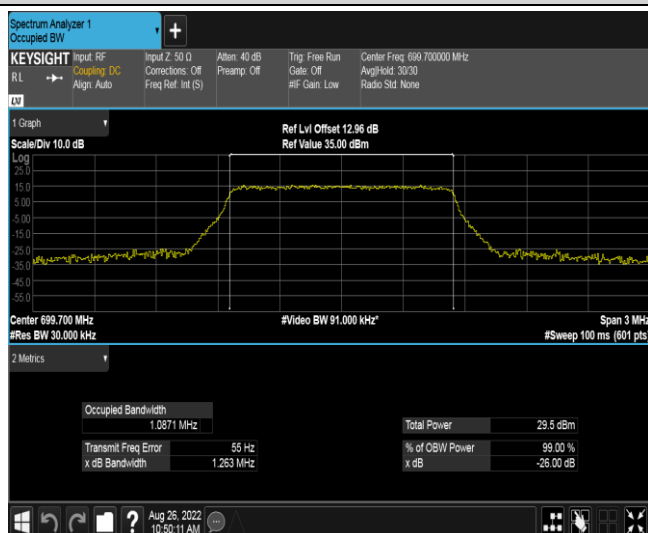 Spectrum Analyzer 1
Occupied BW
+
KEYSIGHT
R L
LXI
Input: RF
Coupling: DC
Align: Auto
Input Z: 50 Ω
Corrections: Off
Freq Ref: Int (S)
Atten: 40 dB
Preamp: Off
Trig: Free Run
Gate: Off
#IF Gain: Low
Center Freq: 699.700000 MHz
Avg|Hold: 30/30
Radio Std: None
1 Graph
Scale/Div 10.0 dB
Ref Lvl Offset 12.96 dB
Ref Value 35.00 dBm
Log
25.0
15.0
5.00
-5.00
-15.0
-25.0
-35.0
-45.0
-55.0
Center 699.700 MHz
#Res BW 30.000 kHz
#Video BW 91.000 kHz*
Span 3 MHz
#Sweep 100 ms (601 pts)
2 Metrics
Occupied Bandwidth
1.0871 MHz
Transmit Freq Error 55 Hz
x dB Bandwidth 1.263 MHz
Total Power 29.5 dBm
% of OBW Power 99.00 %
x dB -26.00 dB
?
Aug 26, 2022
10:50:11 AM